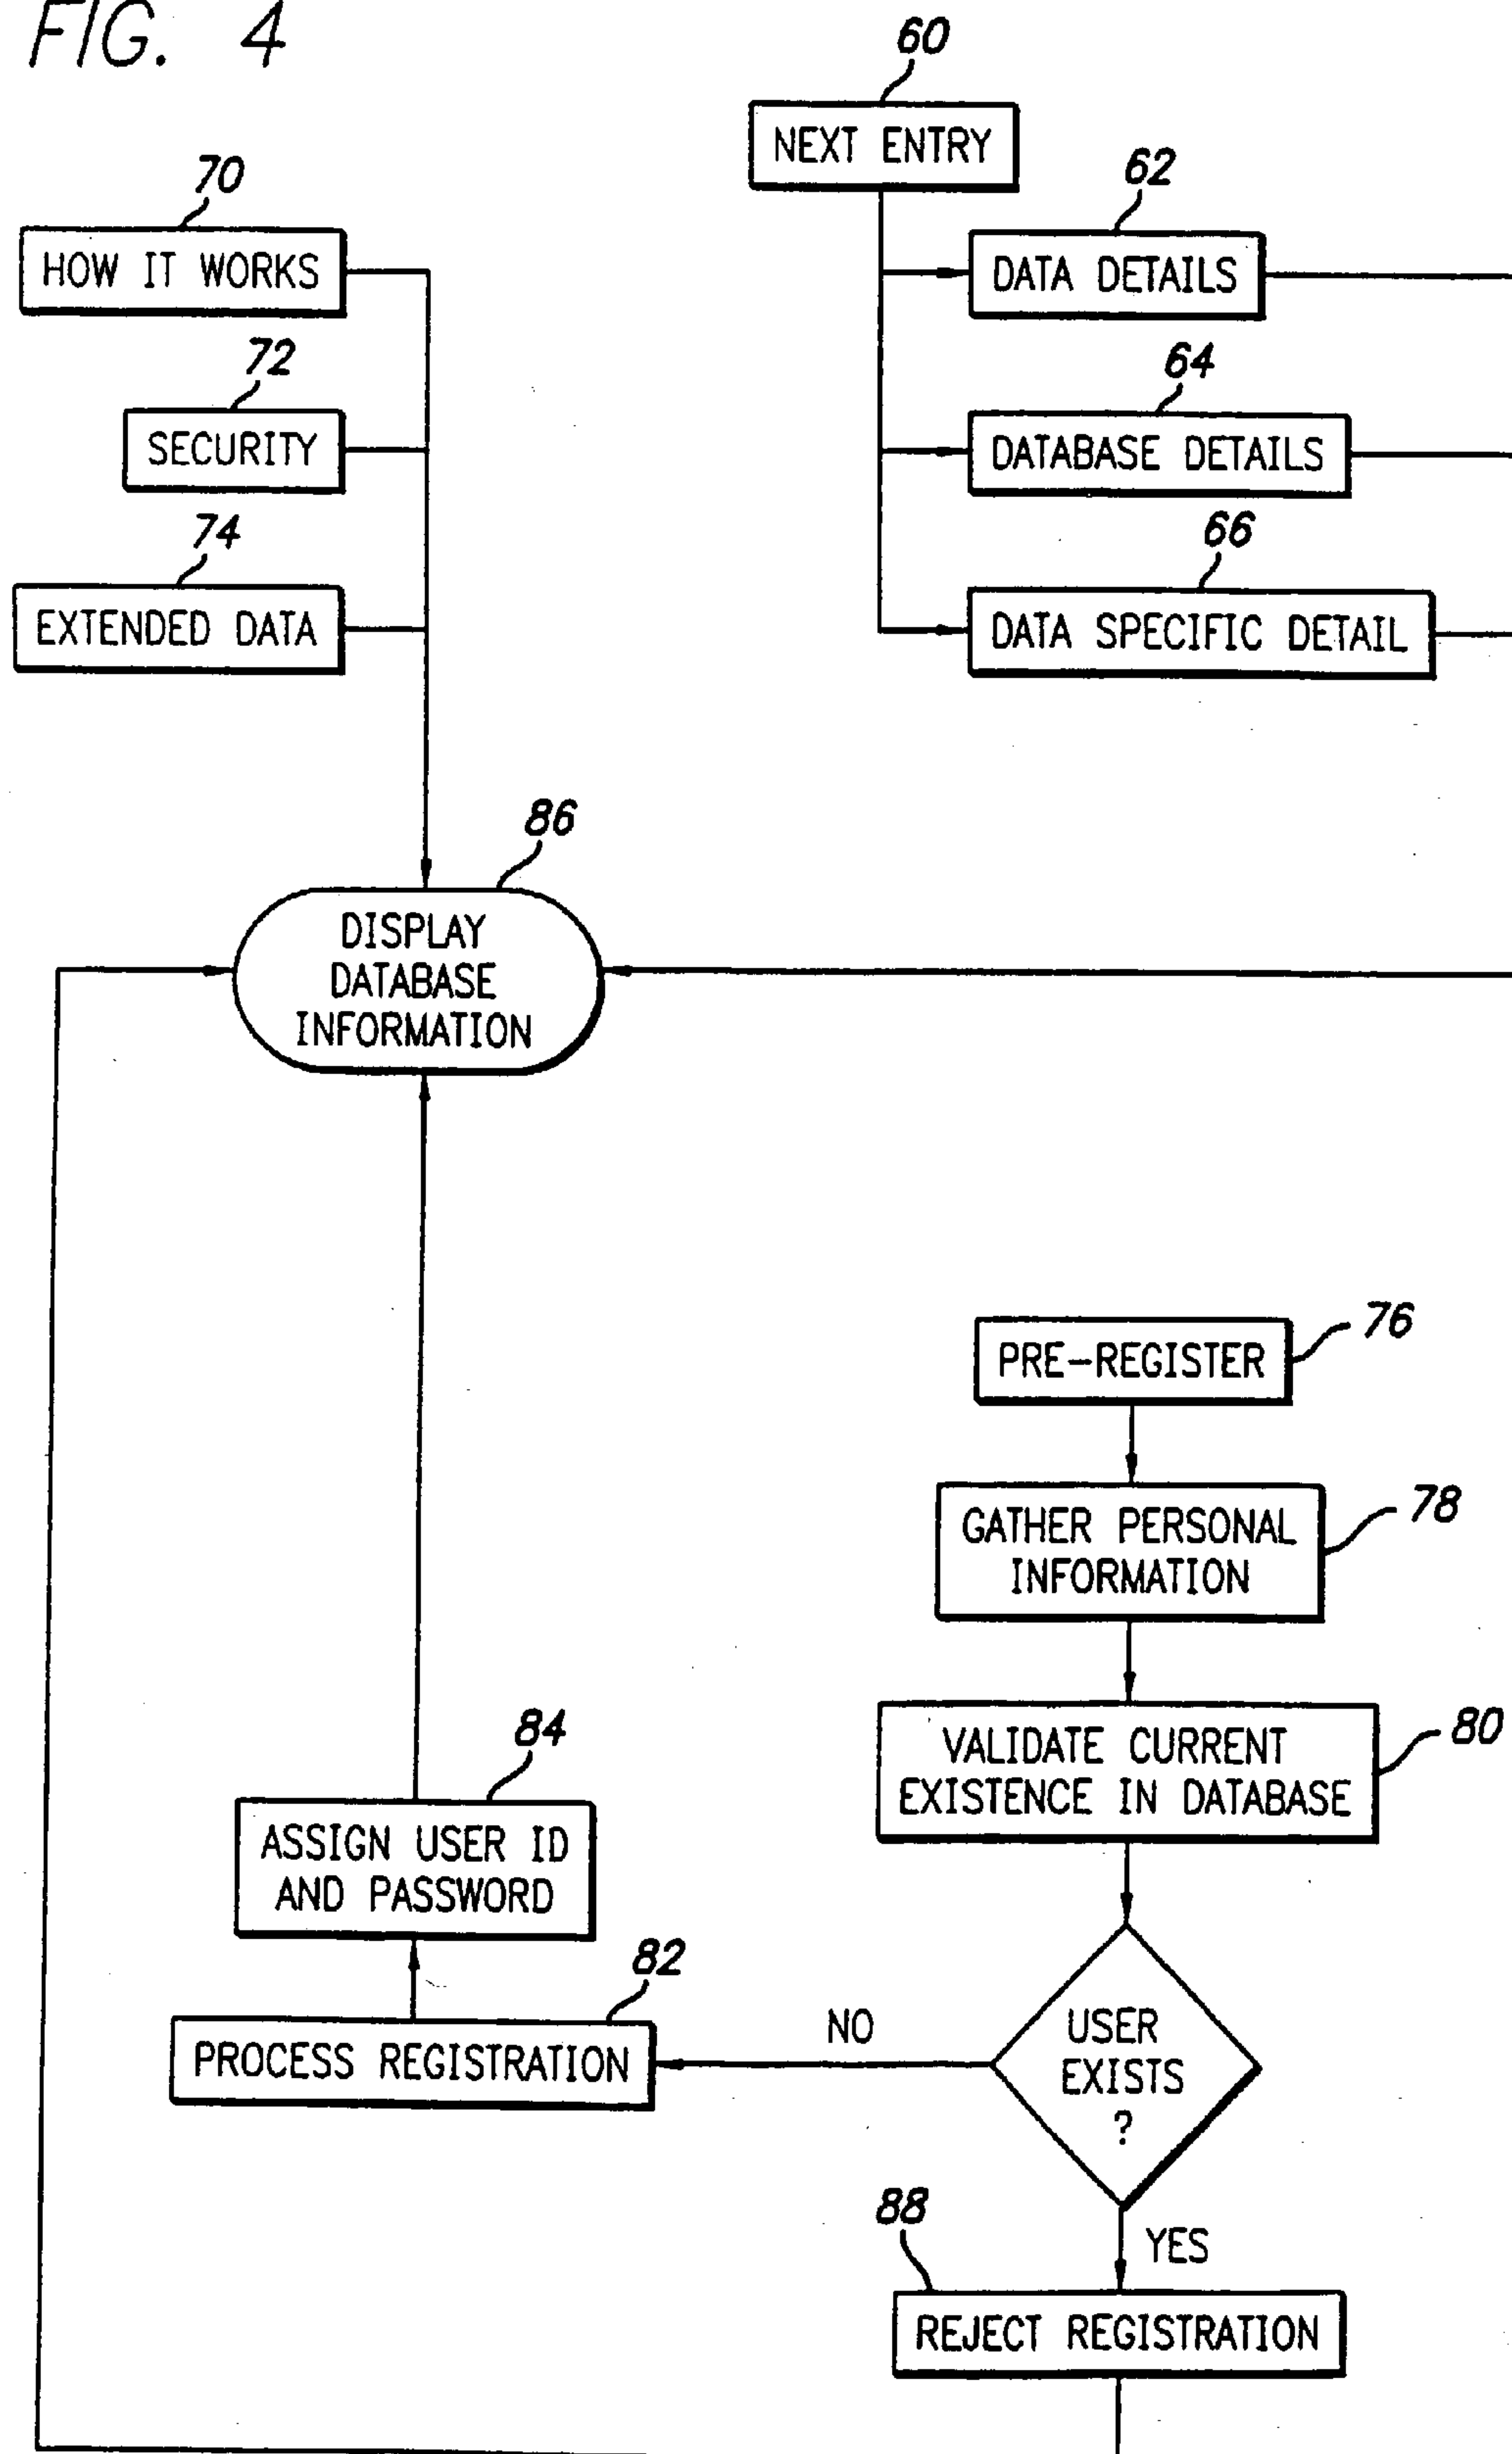 FIG. 4
60
NEXT ENTRY
70
HOW IT WORKS
62
DATA DETAILS
72
SECURITY
64
DATABASE DETAILS
74
EXTENDED DATA
66
DATA SPECIFIC DETAIL
86
DISPLAY
DATABASE
INFORMATION
76
PRE-REGISTER
78
GATHER PERSONAL
INFORMATION
80
VALIDATE CURRENT
EXISTENCE IN DATABASE
84
ASSIGN USER ID
AND PASSWORD
82
PROCESS REGISTRATION
NO
USER
EXISTS
?
YES
88
REJECT REGISTRATION